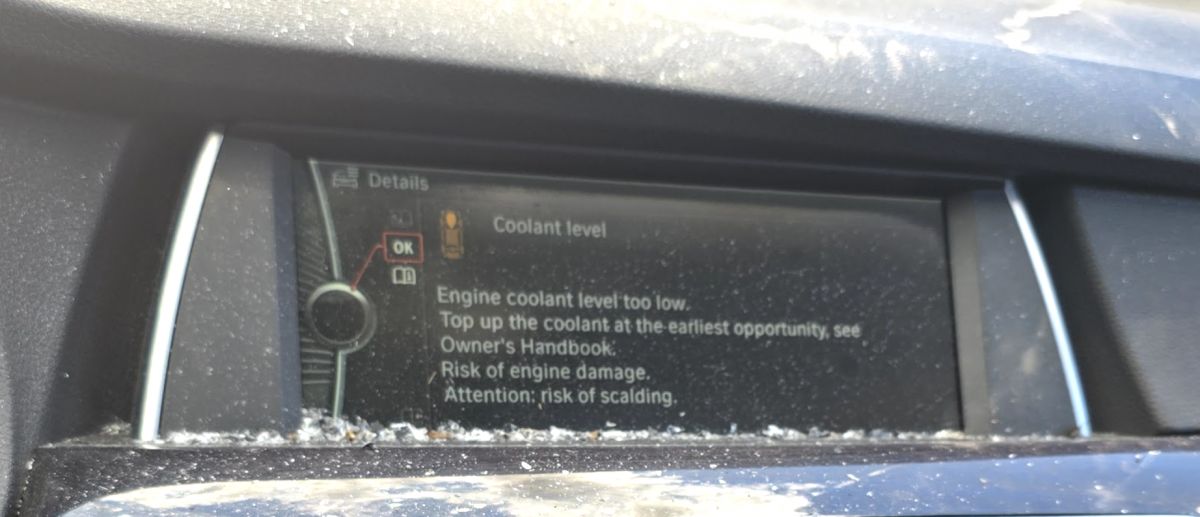 Details
OK
Coolant level
Engine coolant level too low.
Top up the coolant at the earliest opportunity, see
Owner's Handbook.
Risk of engine damage.
Attention: risk of scalding.